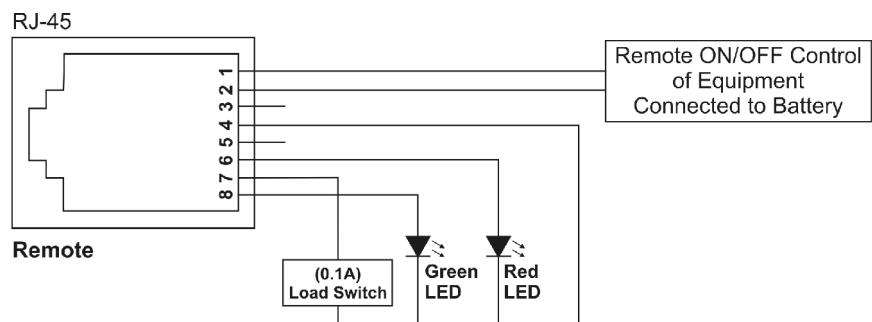 RJ-45
1
2
3
4
5
6
7
8
Remote
Remote ON/OFF Control
of Equipment
Connected to Battery
(0.1A)
Load Switch
Green
LED
Red
LED